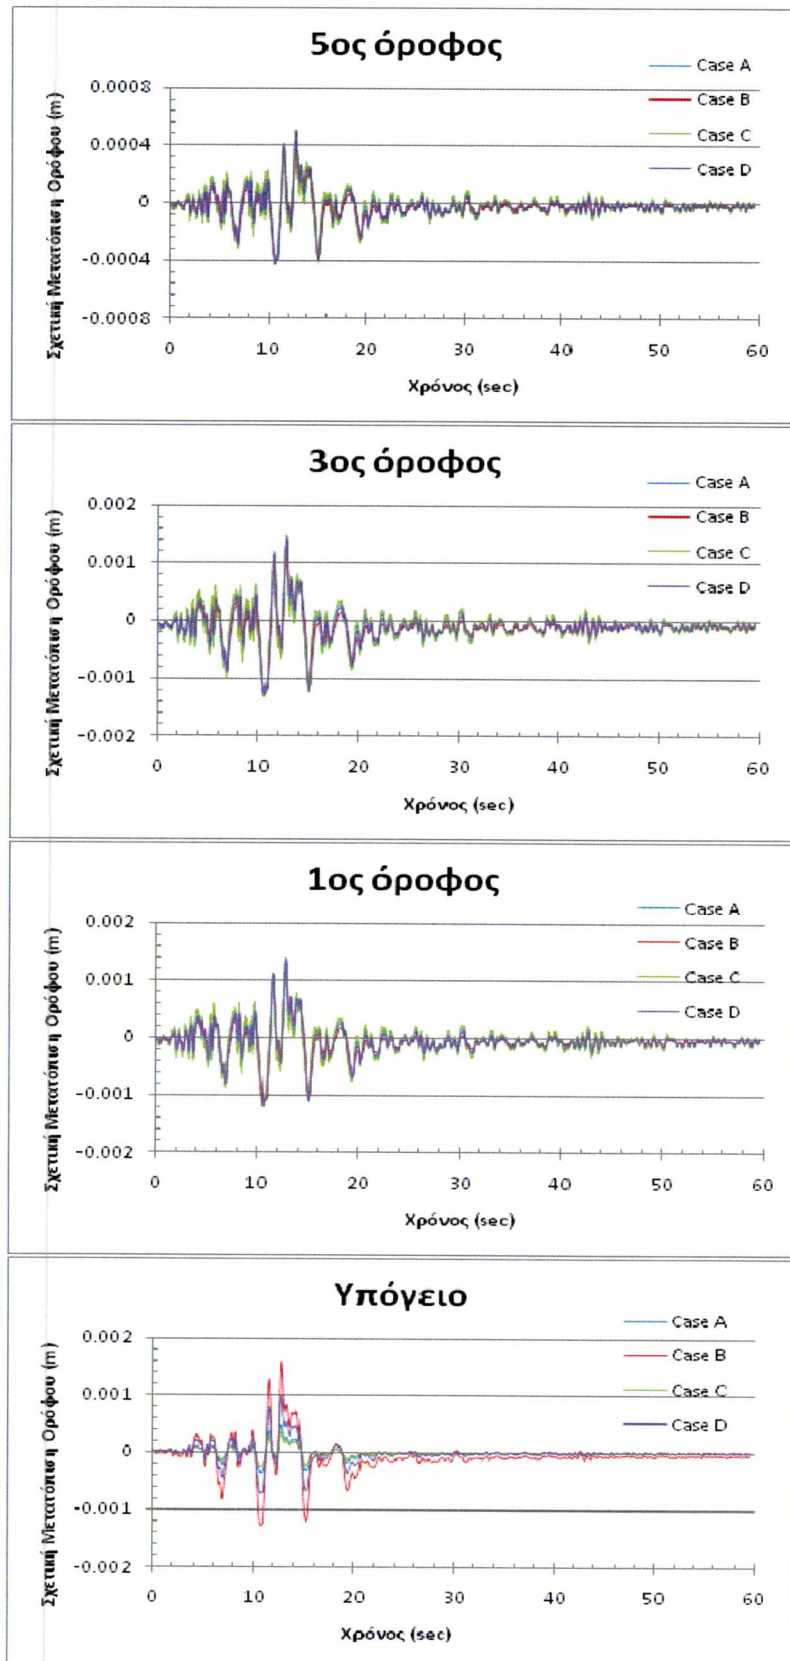 5ος όροφος
Case A
Case B
Case C
Case D
Σχετική Μετατόπιση Ορόφου (m)
0.0008
0.0004
0
-0.0004
-0.0008
0 10 20 30 40 50 60
Χρόνος (sec)
3ος όροφος
Case A
Case B
Case C
Case D
Σχετική Μετατόπιση Ορόφου (m)
0.002
0.001
0
-0.001
-0.002
0 10 20 30 40 50 60
Χρόνος (sec)
1ος όροφος
Case A
Case B
Case C
Case D
Σχετική Μετατόπιση Ορόφου (m)
0.002
0.001
0
-0.001
-0.002
0 10 20 30 40 50 60
Χρόνος (sec)
Υπόγειο
Case A
Case B
Case C
Case D
Σχετική Μετατόπιση Ορόφου (m)
0.002
0.001
0
-0.001
-0.002
0 10 20 30 40 50 60
Χρόνος (sec)